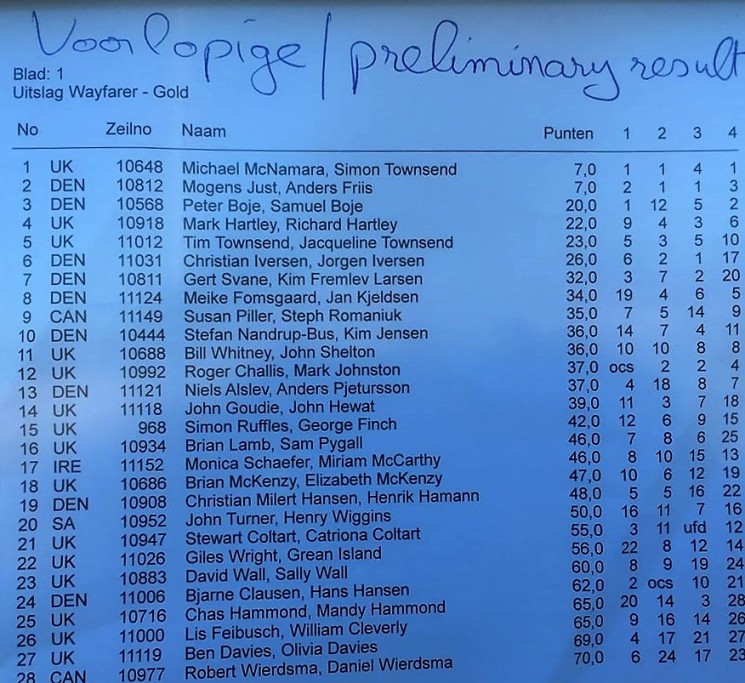 Voorlopige / preliminary result
Blad: 1
Uitslag Wayfarer - Gold
No Zeilno Naam Punten 1 2 3 4
1 UK 10648 Michael McNamara, Simon Townsend 7,0 1 1 4 1
2 DEN 10812 Mogens Just, Anders Friis 7,0 2 1 1 3
3 DEN 10568 Peter Boje, Samuel Boje 20,0 1 12 5 2
4 UK 10918 Mark Hartley, Richard Hartley 22,0 9 4 3 6
5 UK 11012 Tim Townsend, Jacqueline Townsend 23,0 5 3 5 10
6 DEN 11031 Christian Iversen, Jorgen Iversen 26,0 6 2 1 17
7 DEN 10811 Gert Svane, Kim Fremlev Larsen 32,0 3 7 2 20
8 DEN 11124 Meike Fomsgaard, Jan Kjeldsen 34,0 19 4 6 5
9 CAN 11149 Susan Piller, Steph Romaniuk 35,0 7 5 14 9
10 DEN 10444 Stefan Nandrup-Bus, Kim Jensen 36,0 14 7 4 11
11 UK 10688 Bill Whitney, John Shelton 36,0 10 10 8 8
12 UK 10992 Roger Challis, Mark Johnston 37,0 ocs 2 2 4
13 DEN 11121 Niels Alslev, Anders Pjetursson 37,0 4 18 8 7
14 UK 11118 John Goudie, John Hewat 39,0 11 3 7 18
15 UK 968 Simon Ruffles, George Finch 42,0 12 6 9 15
16 UK 10934 Brian Lamb, Sam Pygall 46,0 7 8 6 25
17 IRE 11152 Monica Schaefer, Miriam McCarthy 46,0 8 10 15 13
18 UK 10686 Brian McKenzy, Elizabeth McKenzy 47,0 10 6 12 19
19 DEN 10908 Christian Milert Hansen, Henrik Hamann 48,0 5 5 16 22
20 SA 10952 John Turner, Henry Wiggins 50,0 16 11 7 16
21 UK 10947 Stewart Coltart, Catriona Coltart 55,0 3 11 ufd 12
22 UK 11026 Giles Wright, Grean Island 56,0 22 8 12 14
23 UK 10883 David Wall, Sally Wall 60,0 8 9 19 24
24 DEN 11006 Bjarne Clausen, Hans Hansen 62,0 2 ocs 10 21
25 UK 10716 Chas Hammond, Mandy Hammond 65,0 20 14 3 28
26 UK 11000 Lis Feibusch, William Cleverly 65,0 9 16 14 26
27 UK 11119 Ben Davies, Olivia Davies 69,0 4 17 21 27
28 CAN 10977 Robert Wierdsma, Daniel Wierdsma 70,0 6 24 17 23